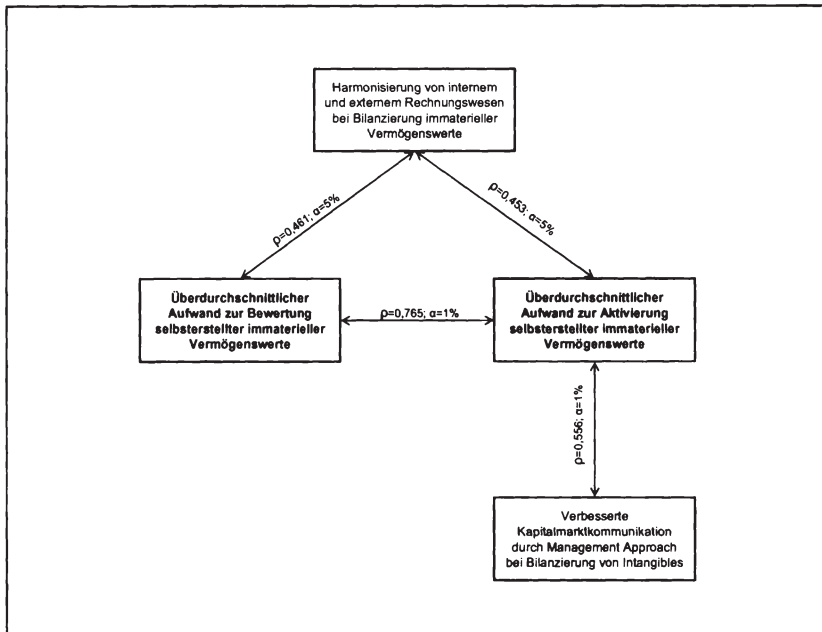 Harmonisierung von internem
und externem Rechnungswesen
bei Bilanzierung immaterieller
Vermögenswerte
ρ=0,461; α=5%
ρ=0,453; α=5%
Überdurchschnittlicher
Aufwand zur Bewertung
selbsterstellter immaterieller
Vermögenswerte
ρ=0,765; α=1%
Überdurchschnittlicher
Aufwand zur Aktivierung
selbsterstellter immaterieller
Vermögenswerte
ρ=0,556; α=1%
Verbesserte
Kapitalmarktkommunikation
durch Management Approach
bei Bilanzierung von Intangibles